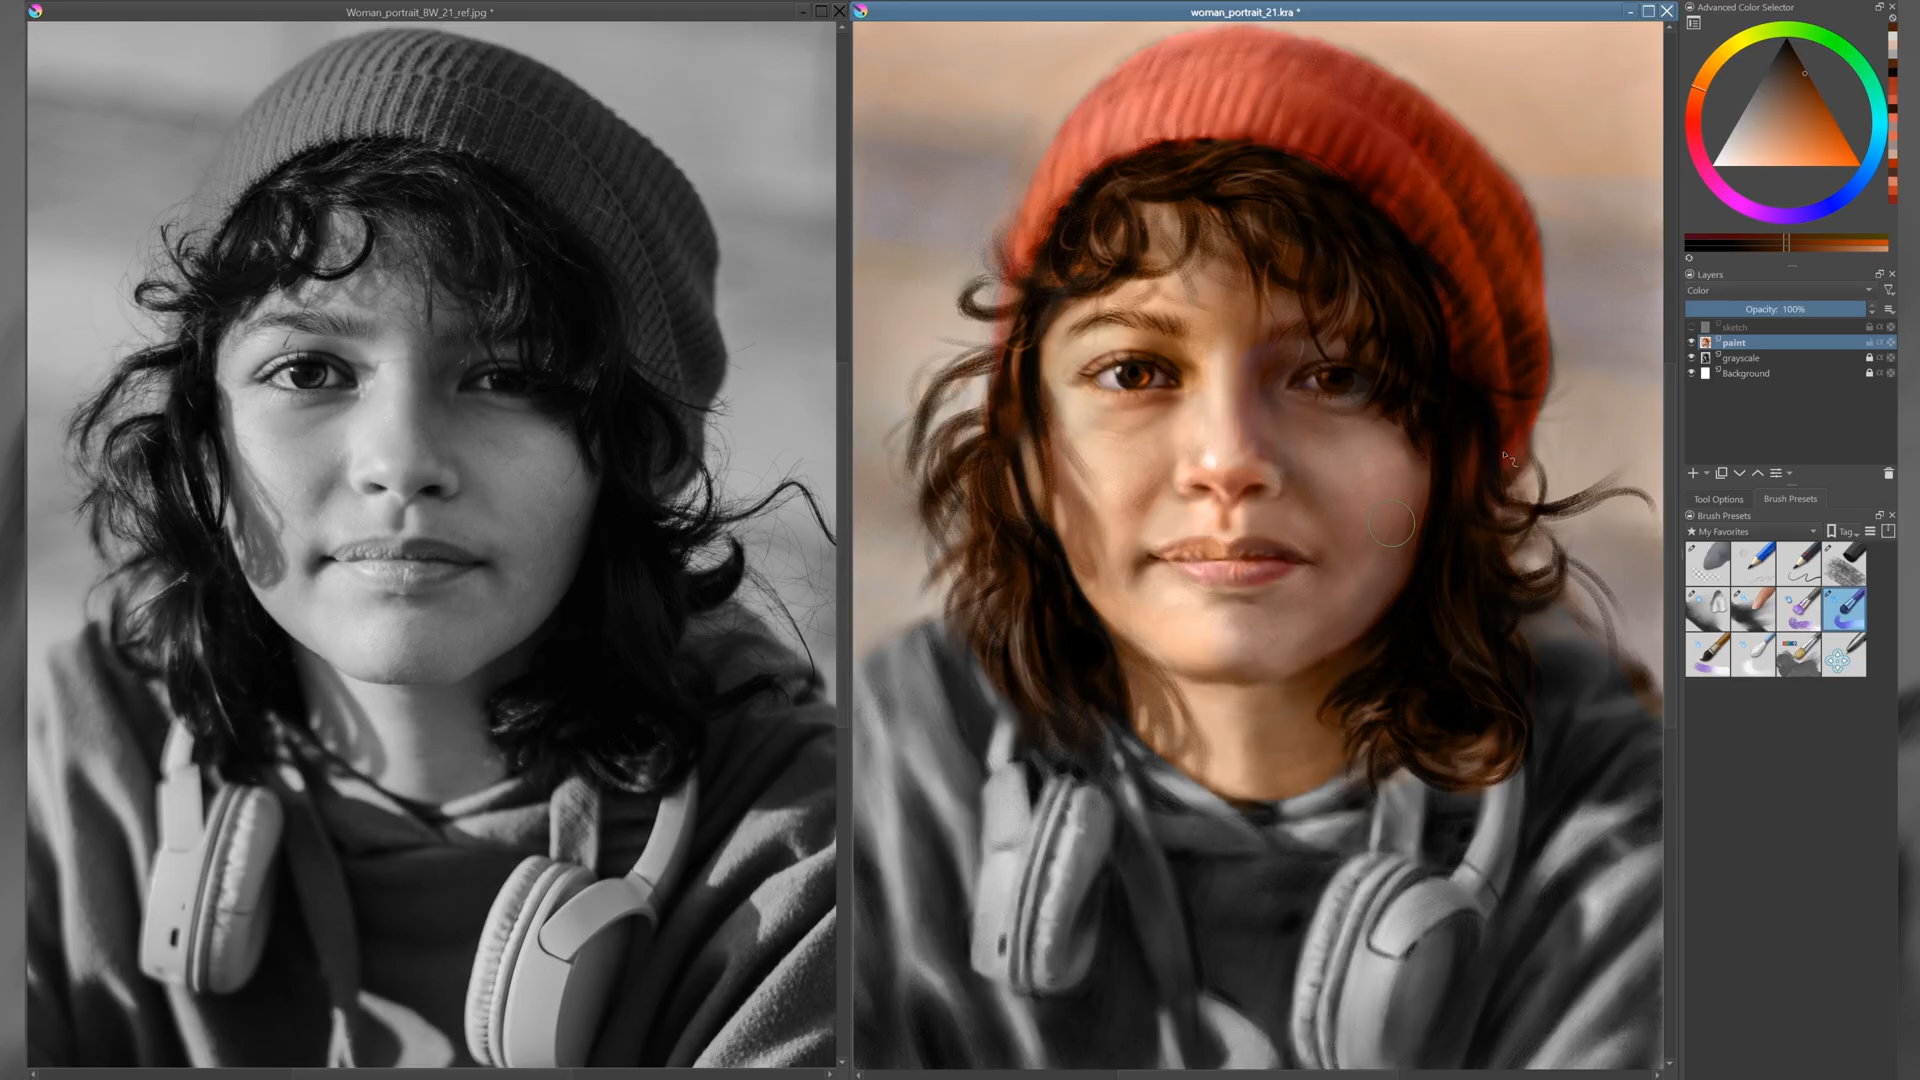 Woman_portrait_BW_21_ref.jpg *
woman_portrait_21.kra *
Advanced Color Selector
Layers
Color
Opacity: 100%
sketch
paint
grayscale
Background
Tool Options
Brush Presets
Brush Presets
★ My Favorites
Tag